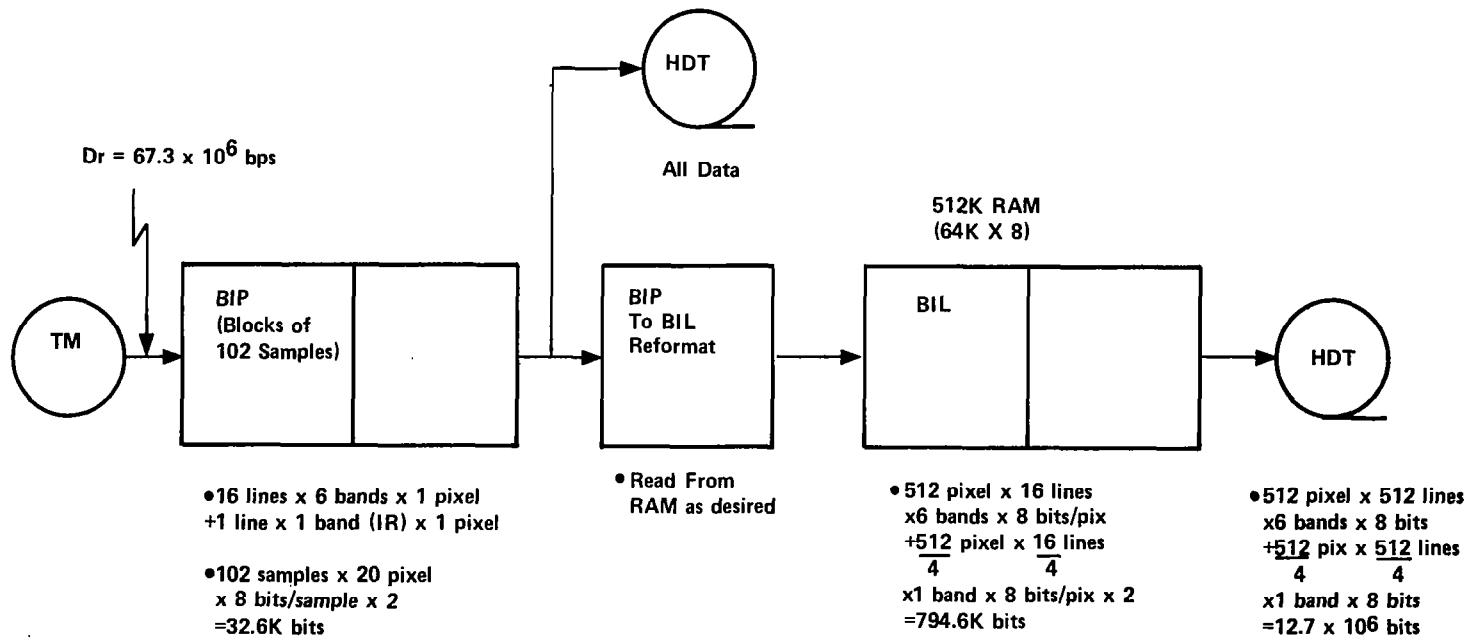 HDT
All Data
Dr = 67.3 x 10^6 bps
512K RAM
(64K X 8)
TM
BIP
(Blocks of
102 Samples)
BIP
To BIL
Reformat
BIL
HDT
•16 lines x 6 bands x 1 pixel
+1 line x 1 band (IR) x 1 pixel
•102 samples x 20 pixel
x 8 bits/sample x 2
=32.6K bits
• Read From
RAM as desired
•512 pixel x 16 lines
x6 bands x 8 bits/pix
+512 pixel x 16 lines
4 4
x1 band x 8 bits/pix x 2
=794.6K bits
•512 pixel x 512 lines
x6 bands x 8 bits
+512 pix x 512 lines
4 4
x1 band x 8 bits
=12.7 x 10^6 bits